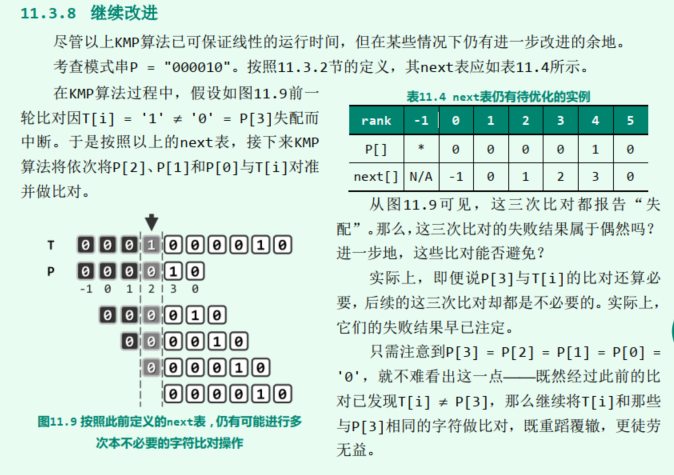 11.3.8 继续改进
尽管以上KMP算法已可保证线性的运行时间，但在某些情况下仍有进一步改进的余地。
考查模式串P = "000010"。按照11.3.2节的定义，其next表应如表11.4所示。
在KMP算法过程中，假设如图11.9前一
轮比对因T[i] = '1' ≠ '0' = P[3]失配而
中断。于是按照以上的next表，接下来KMP
算法将依次将P[2]、P[1]和P[0]与T[i]对准
并做比对。
T 0 0 0 1 0 0 0 0 1 0
P 0 0 0 0 1 0
-1 0 1 2 3 0
0 0 0 0 1 0
0 0 0 0 1 0
0 0 0 0 1 0
0 0 0 0 1 0
图11.9 按照此前定义的next表，仍有可能进行多
次本不必要的字符比对操作
表11.4 next表仍有待优化的实例
rank -1 0 1 2 3 4 5
P[] * 0 0 0 0 1 0
next[] N/A -1 0 1 2 3 0
从图11.9可见，这三次比对都报告“失
配”。那么，这三次比对的失败结果属于偶然吗？
进一步地，这些比对能否避免？
实际上，即便说P[3]与T[i]的比对还算必
要，后续的这三次比对却都是不必要的。实际上，
它们的失败结果早已注定。
只需注意到P[3] = P[2] = P[1] = P[0] =
'0'，就不难看出这一点——既然经过此前的比
对已发现T[i] ≠ P[3]，那么继续将T[i]和那些
与P[3]相同的字符做比对，既重蹈覆辙，更徒劳
无益。